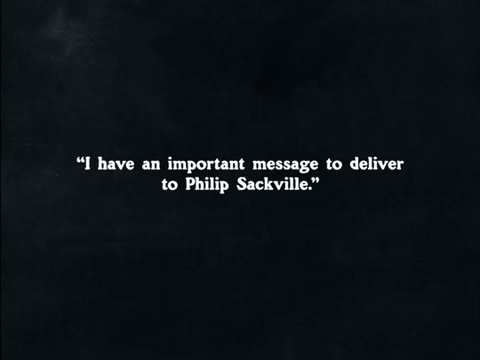 “I have an important message to deliver
to Philip Sackville.”